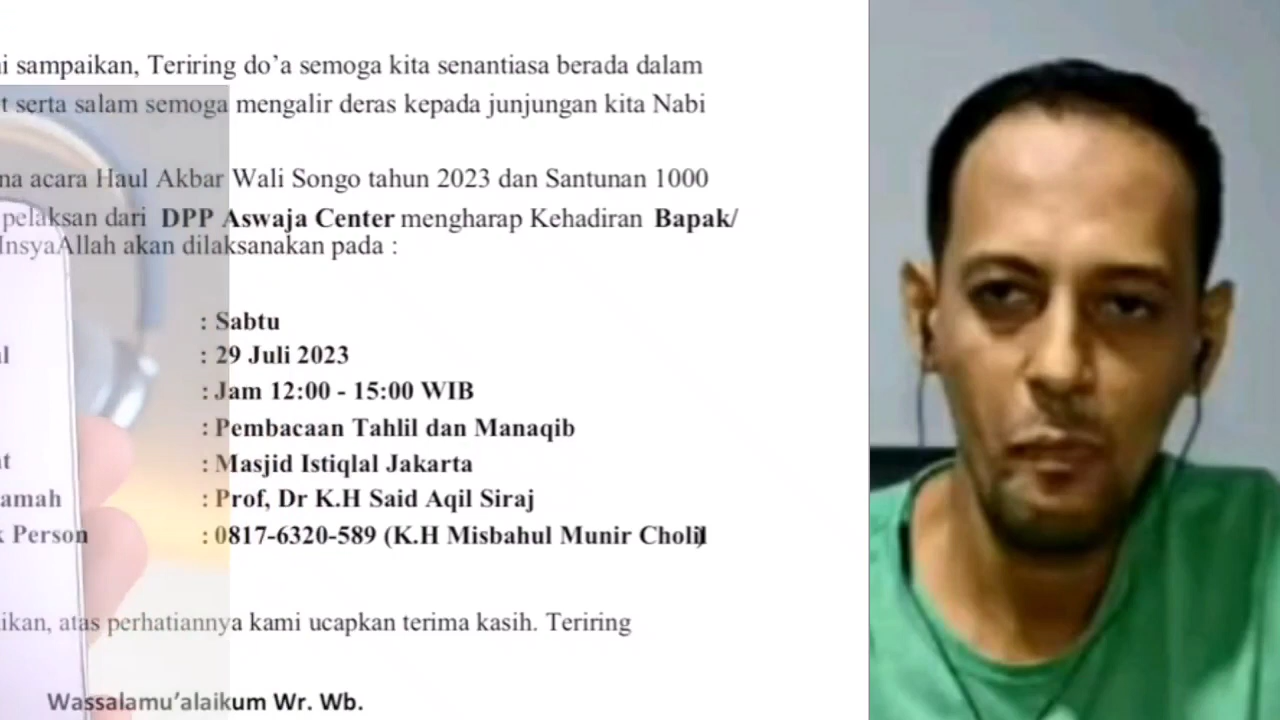 i sampaikan, Teriring do’a semoga kita senantiasa berada dalam
t serta salam semoga mengalir deras kepada junjungan kita Nabi
na acara Haul Akbar Wali Songo tahun 2023 dan Santunan 1000
pelaksan dari DPP Aswaja Center mengharap Kehadiran Bapak/
InsyaAllah akan dilaksanakan pada :
: Sabtu
l : 29 Juli 2023
: Jam 12:00 - 15:00 WIB
: Pembacaan Tahlil dan Manaqib
t : Masjid Istiqlal Jakarta
amah : Prof, Dr K.H Said Aqil Siraj
k Person : 0817-6320-589 (K.H Misbahul Munir Cholil)
ikan, atas perhatiannya kami ucapkan terima kasih. Teriring
Wassalamu’alaikum Wr. Wb.